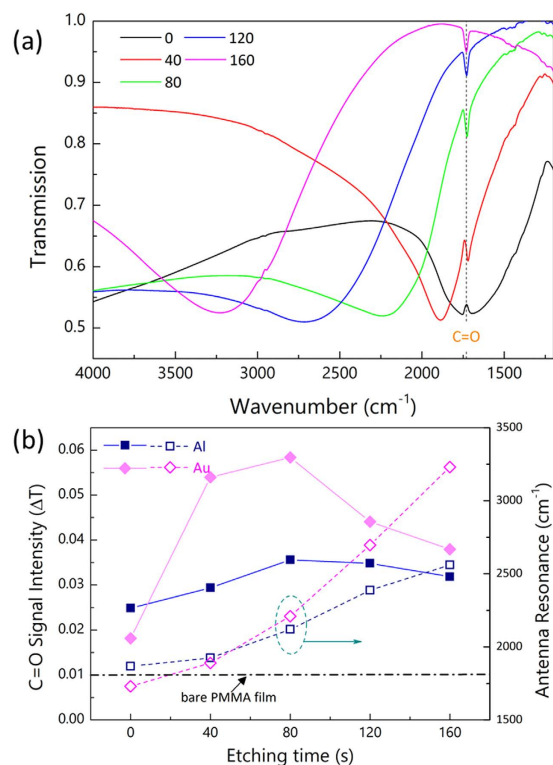 (a)
0
40
80
120
160
1.0
0.9
0.8
0.7
0.6
0.5
Transmission
C=O
4000 3500 3000 2500 2000 1500
Wavenumber (cm⁻¹)
(b)
Al
Au
0.06
0.05
0.04
0.03
0.02
0.01
0.00
C=O Signal Intensity (ΔT)
3500
3000
2500
2000
1500
Antenna Resonance (cm⁻¹)
bare PMMA film
0 40 80 120 160
Etching time (s)